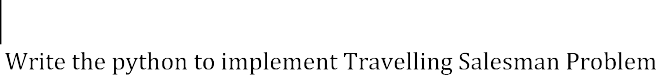 Write the python to implement Travelling Salesman Problem